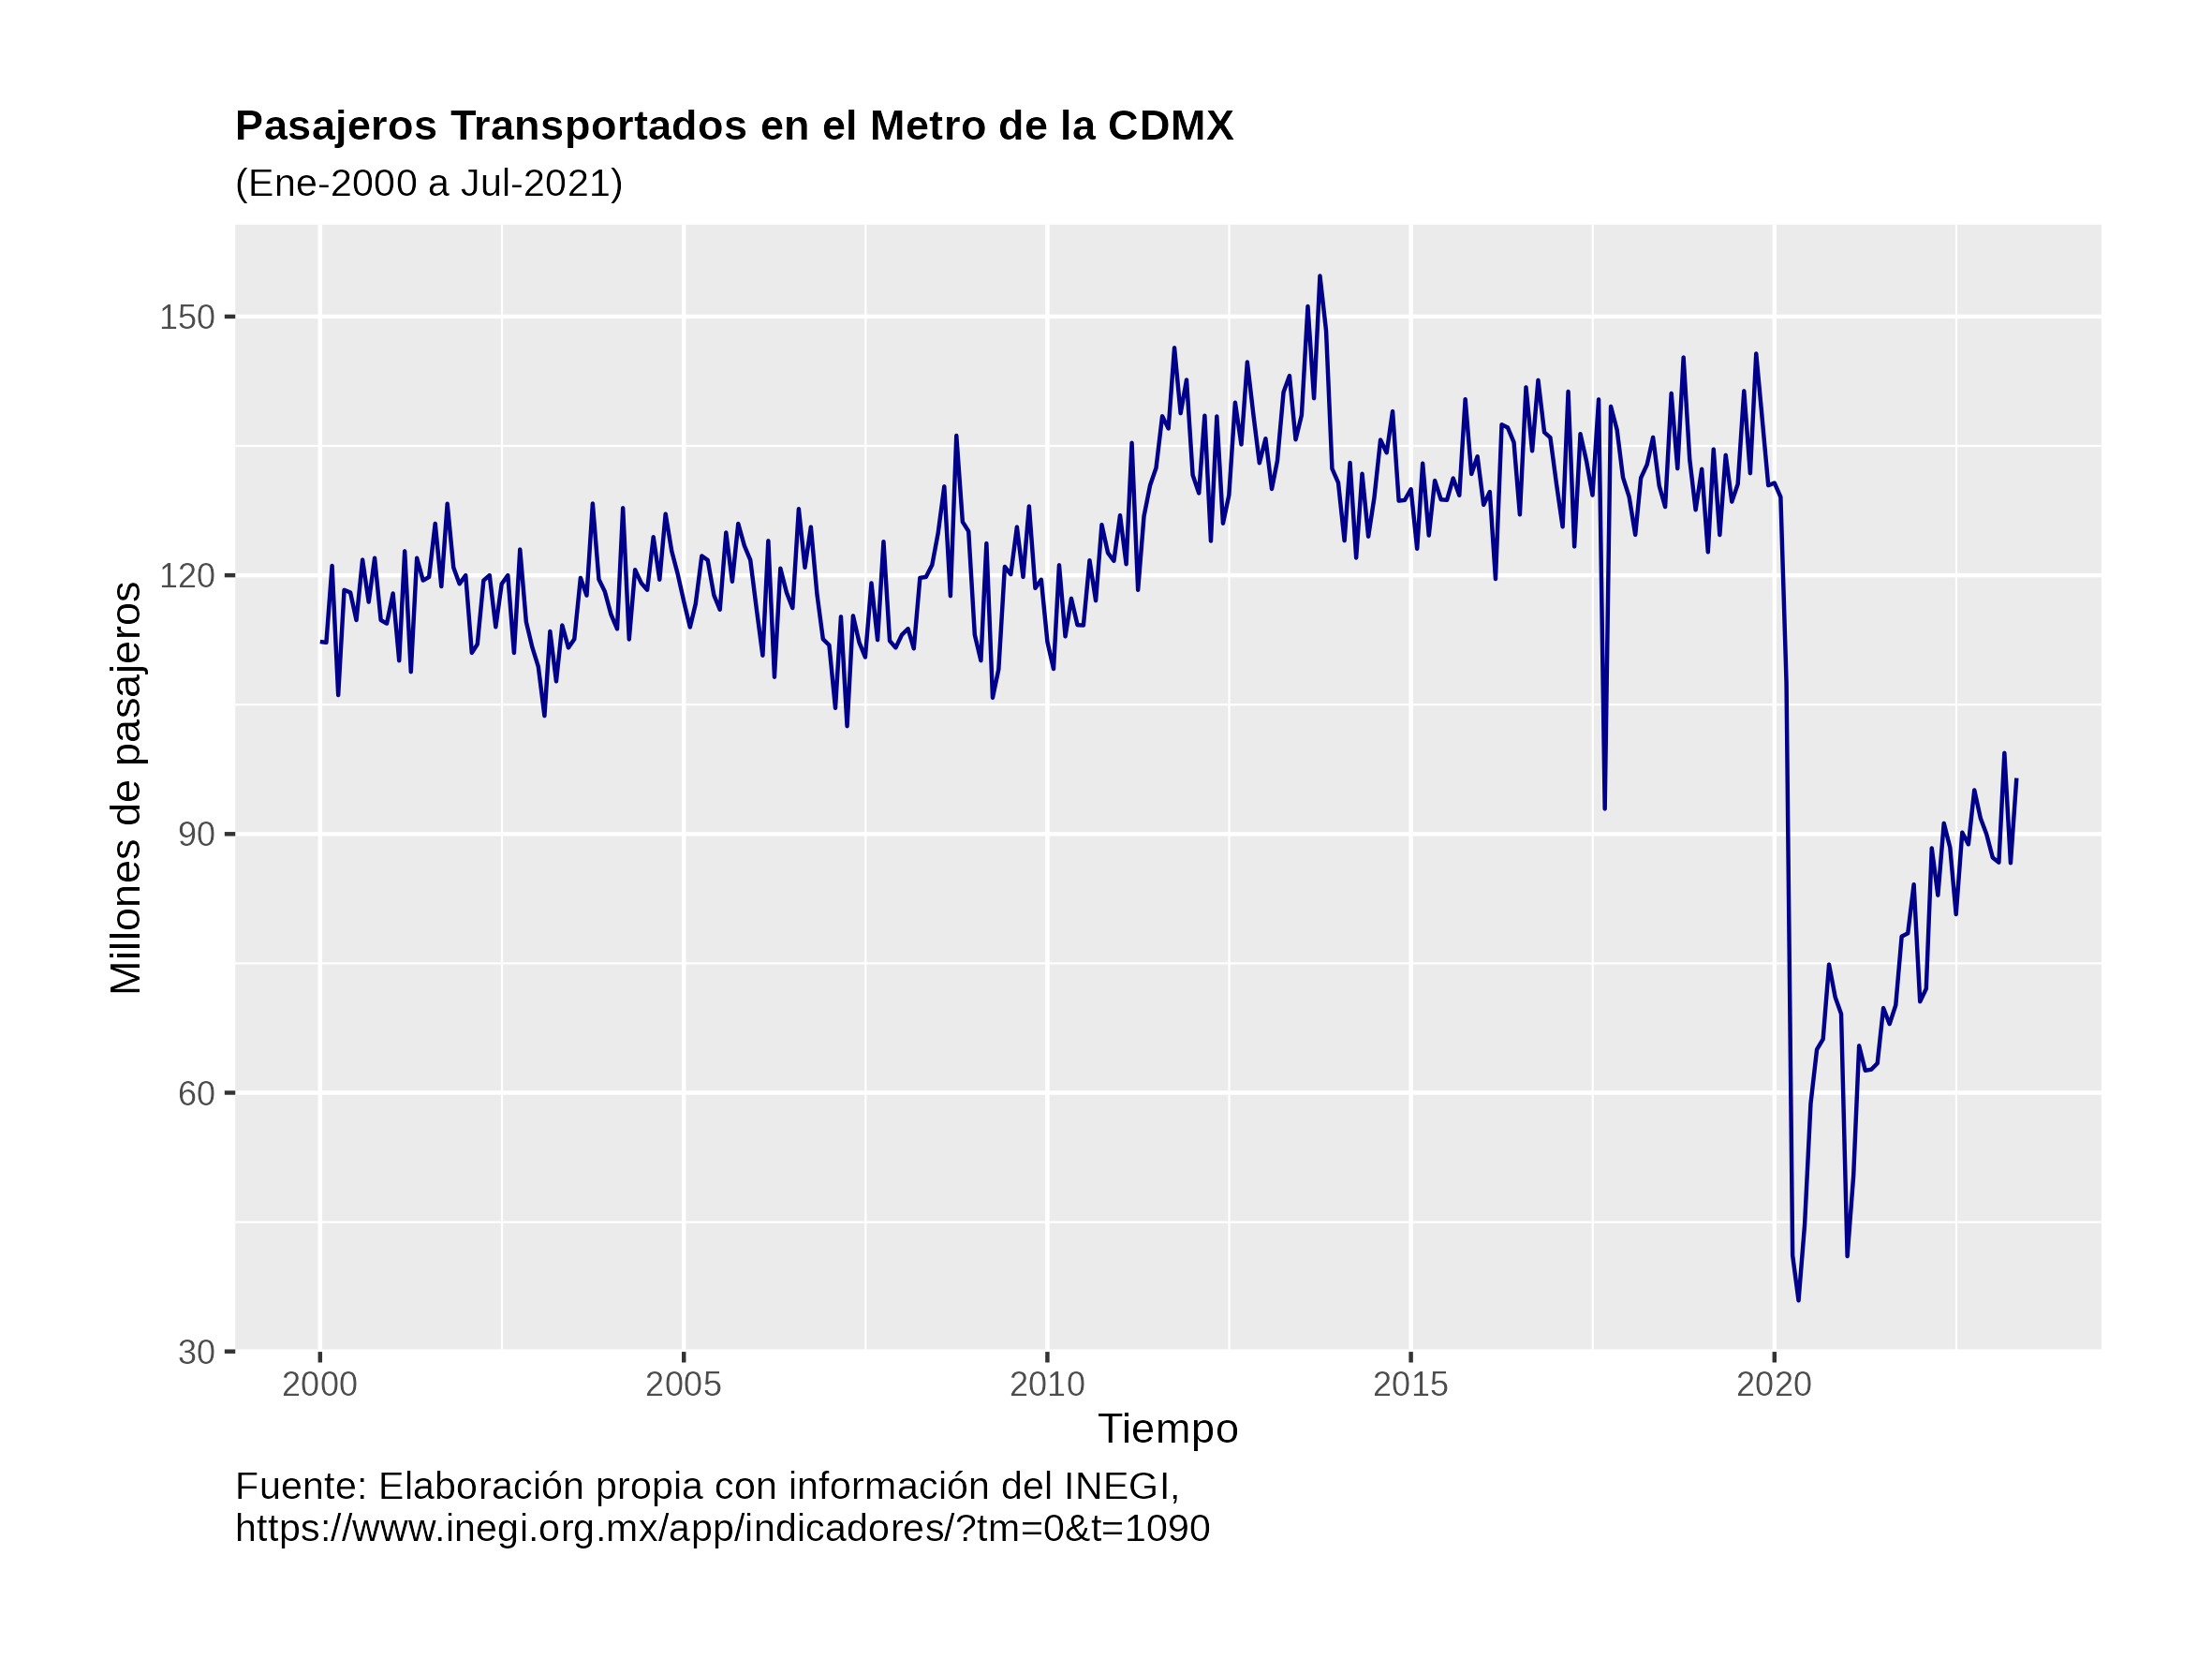 Pasajeros Transportados en el Metro de la CDMX
(Ene-2000 a Jul-2021)
Millones de pasajeros
150
120
90
60
30
2000 2005 2010 2015 2020
Tiempo
Fuente: Elaboración propia con información del INEGI,
https://www.inegi.org.mx/app/indicadores/?tm=0&t=1090